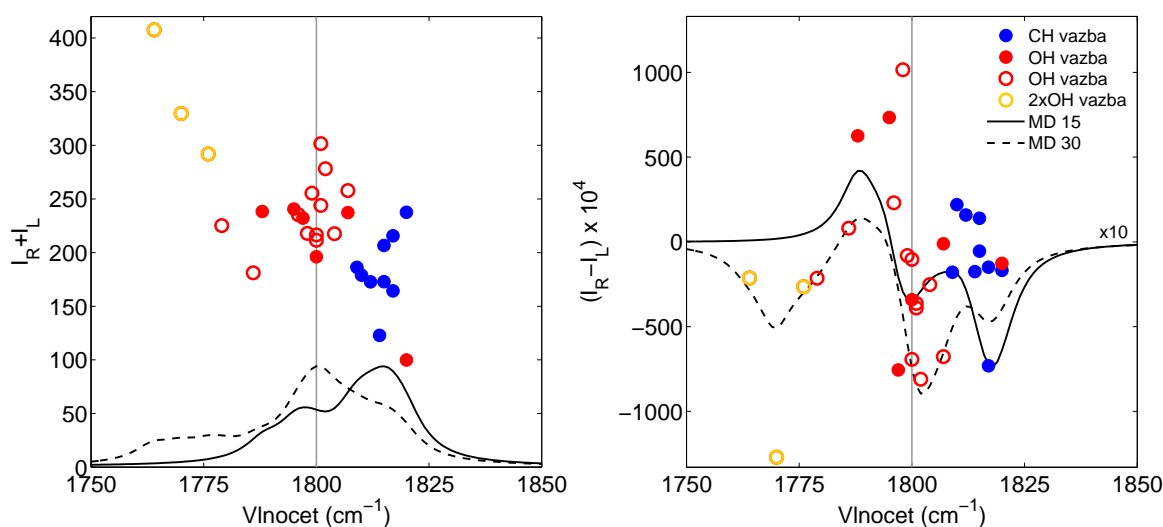 400
350
300
250
200
150
100
50
0
I_R+I_L
1750 1775 1800 1825 1850
Vlnocet (cm⁻¹)
1000
500
0
−500
−1000
(I_R−I_L) x 10⁴
CH vazba
OH vazba
OH vazba
2xOH vazba
MD 15
MD 30
x10
1750 1775 1800 1825 1850
Vlnocet (cm⁻¹)